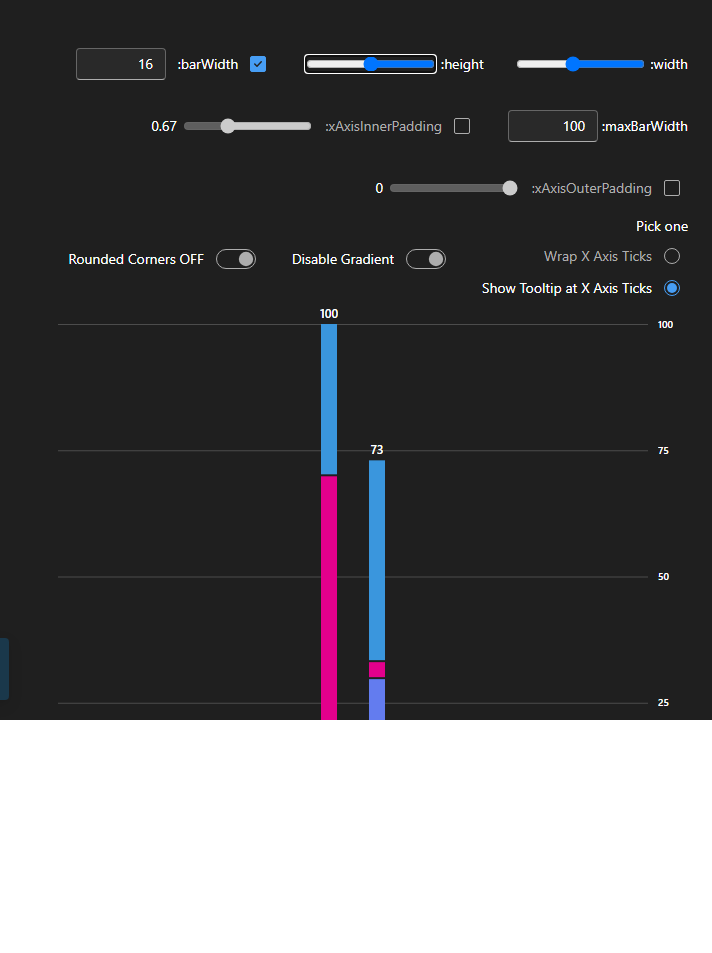 16 :barWidth :height :width
0.67 :xAxisInnerPadding 100 :maxBarWidth
0 :xAxisOuterPadding
Pick one
Rounded Corners OFF Disable Gradient Wrap X Axis Ticks
Show Tooltip at X Axis Ticks
100
100
73
75
50
25